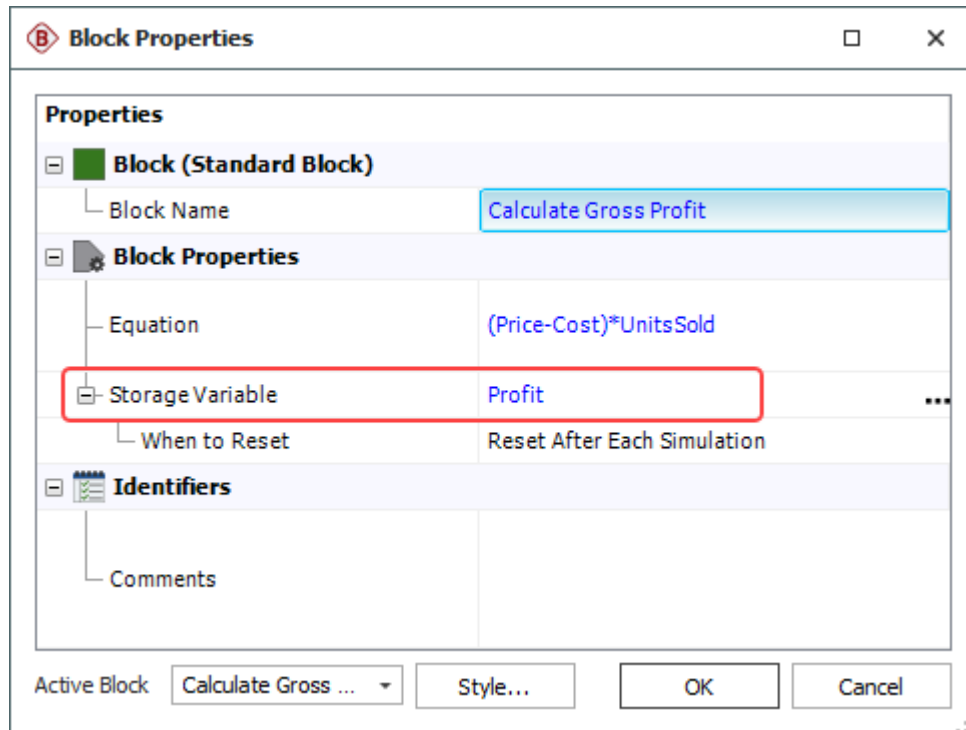 B Block Properties
Properties
Block (Standard Block)
Block Name Calculate Gross Profit
Block Properties
Equation (Price-Cost)*UnitsSold
Storage Variable Profit ...
When to Reset Reset After Each Simulation
Identifiers
Comments
Active Block Calculate Gross ... Style... OK Cancel